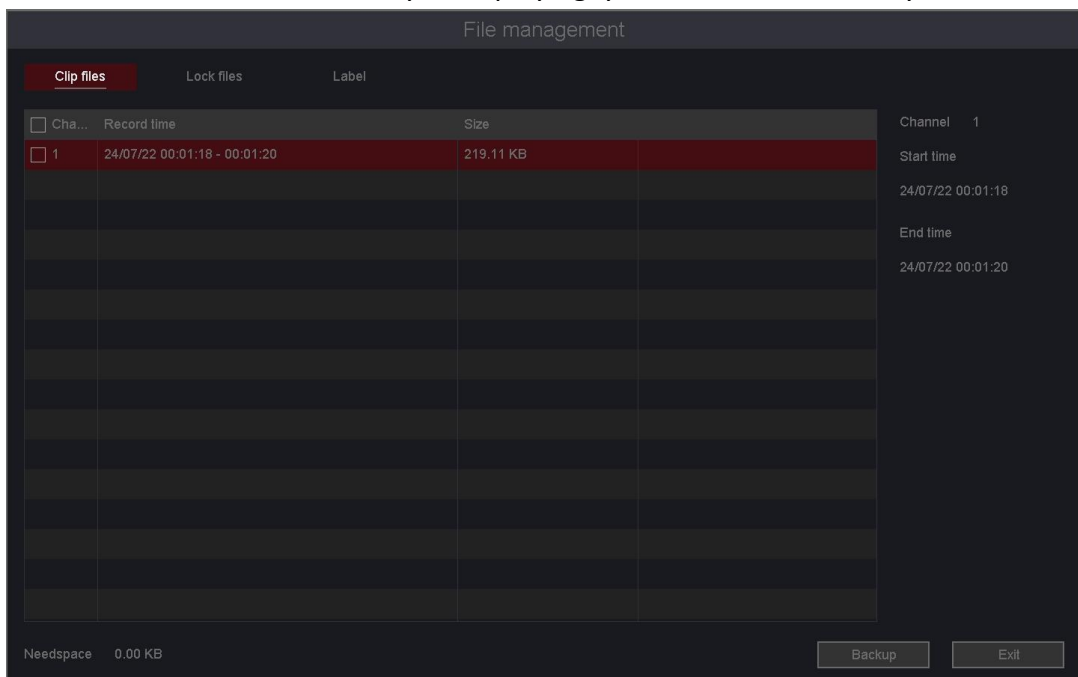 File management
Clip files Lock files Label
Cha... Record time Size
1 24/07/22 00:01:18 - 00:01:20 219.11 KB
Channel 1
Start time
24/07/22 00:01:18
End time
24/07/22 00:01:20
Needspace 0.00 KB
Backup Exit